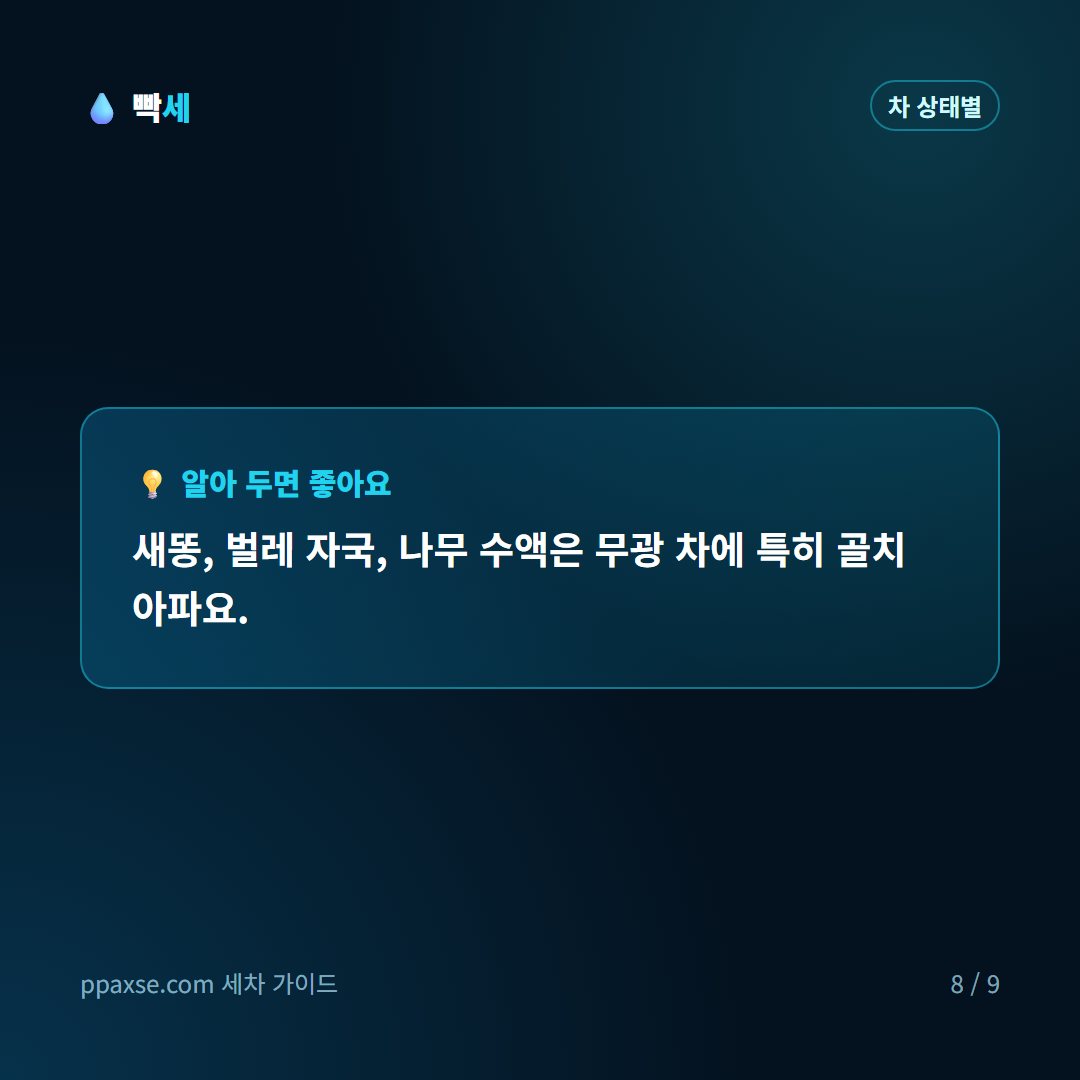 💧 빡세
차 상태별
💡 알아 두면 좋아요
새똥, 벌레 자국, 나무 수액은 무광 차에 특히 골치
아파요.
ppaxse.com 세차 가이드
8 / 9